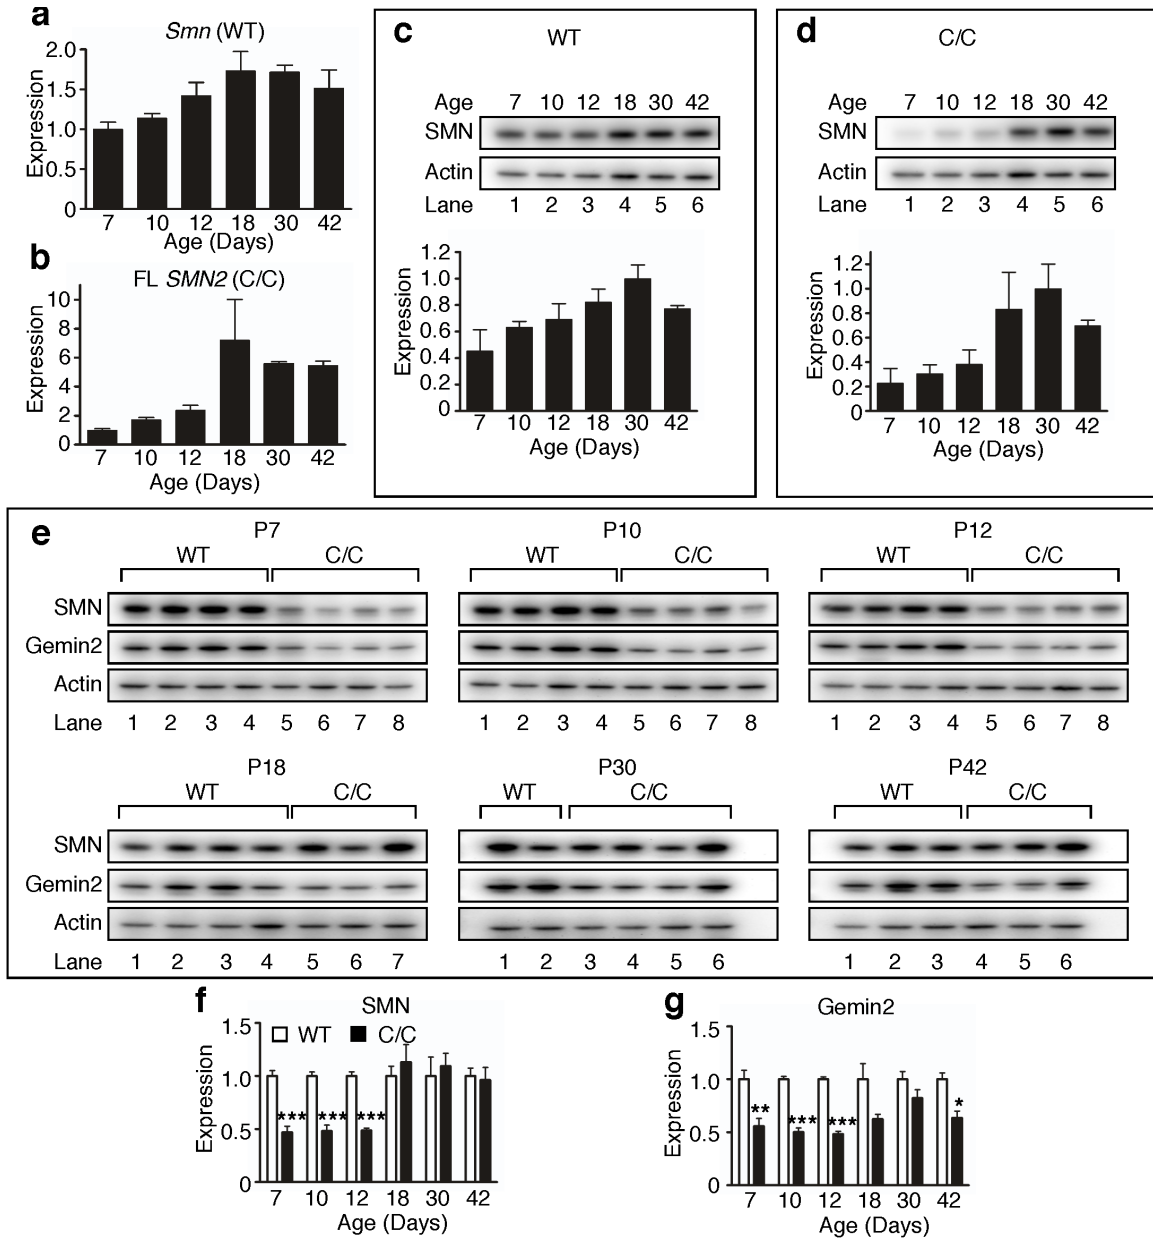 a
Smn (WT)
Expression
2.0
1.5
1.0
0.5
0
7 10 12 18 30 42
Age (Days)
b
FL SMN2 (C/C)
Expression
10
8
6
4
2
0
7 10 12 18 30 42
Age (Days)
c
WT
Age 7 10 12 18 30 42
SMN
Actin
Lane 1 2 3 4 5 6
Expression
1.2
1.0
0.8
0.6
0.4
0.2
0
7 10 12 18 30 42
Age (Days)
d
C/C
Age 7 10 12 18 30 42
SMN
Actin
Lane 1 2 3 4 5 6
Expression
1.2
1.0
0.8
0.6
0.4
0.2
0
7 10 12 18 30 42
Age (Days)
e
P7 P10 P12
WT C/C WT C/C WT C/C
SMN
Gemin2
Actin
Lane 1 2 3 4 5 6 7 8 1 2 3 4 5 6 7 8 1 2 3 4 5 6 7 8
P18 P30 P42
WT C/C WT C/C WT C/C
SMN
Gemin2
Actin
Lane 1 2 3 4 5 6 7 1 2 3 4 5 6 1 2 3 4 5 6
f
SMN
WT C/C
Expression
1.5
1.0
0.5
0
*** *** ***
7 10 12 18 30 42
Age (Days)
g
Gemin2
Expression
1.5
1.0
0.5
0
** *** *** *
7 10 12 18 30 42
Age (Days)